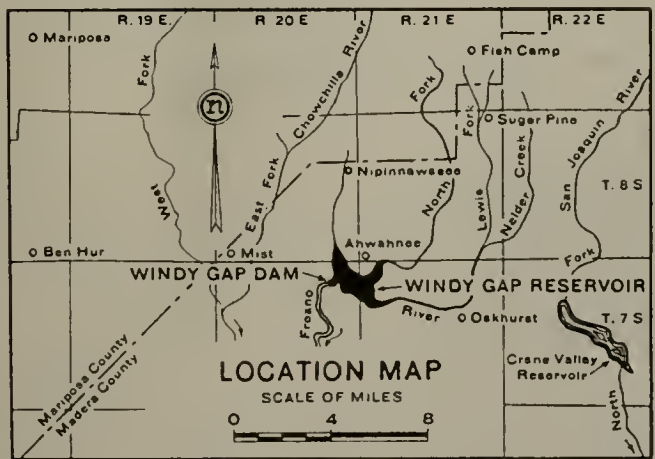 R. 19 E.
R. 20 E
R. 21 E.
R. 22 E.
Mariposa
Fork
Chowchilla River
Fish Camp
Fork
Fork
Sugar Pine
Creek
San Joaquin River
n
West
East Fork
Nipinnawasee
North
Lewis
Nelder
T. 8 S
Ben Hur
Mist
Ahwahnee
Fork
WINDY GAP DAM
WINDY GAP RESERVOIR
Fresno
River
Oakhurst
T. 7 S
Mariposa County
Madera County
LOCATION MAP
SCALE OF MILES
0 4 8
Crane Valley
Reservoir
North